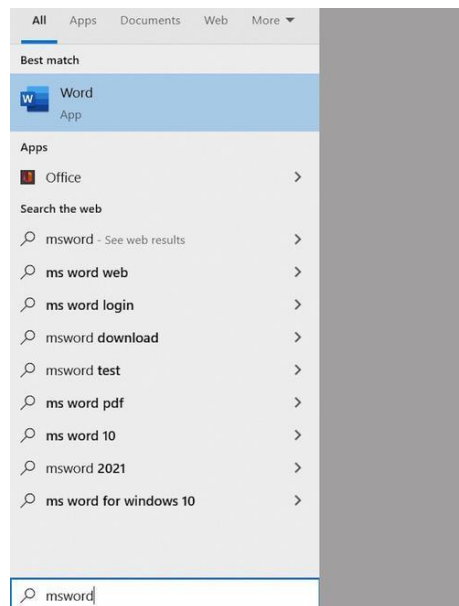 All Apps Documents Web More
Best match
Word
App
Apps
Office
Search the web
msword - See web results
ms word web
ms word login
msword download
msword test
ms word pdf
ms word 10
msword 2021
ms word for windows 10
msword